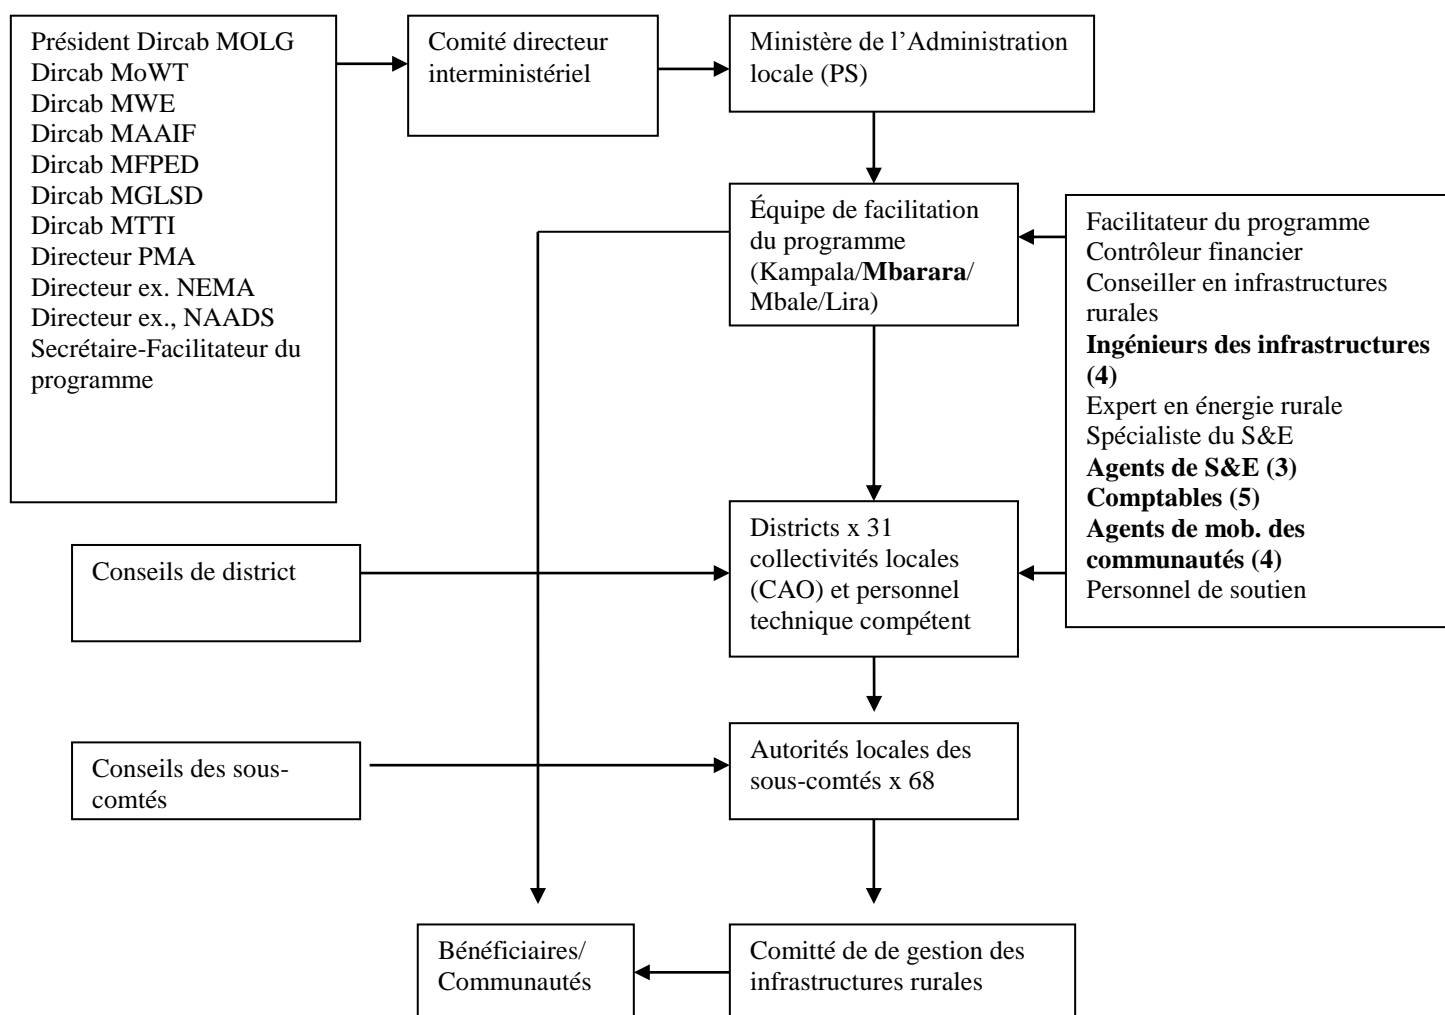 Président Dircab MOLG
Dircab MoWT
Dircab MWE
Dircab MAAIF
Dircab MFPED
Dircab MGLSD
Dircab MTTI
Directeur PMA
Directeur ex. NEMA
Directeur ex., NAADS
Secrétaire-Facilitateur du
programme
Comité directeur
interministériel
Ministère de l'Administration
locale (PS)
Équipe de facilitation
du programme
(Kampala/Mbarara/
Mbale/Lira)
Facilitateur du programme
Contrôleur financier
Conseiller en infrastructures
rurales
Ingénieurs des infrastructures
(4)
Expert en énergie rurale
Spécialiste du S&E
Agents de S&E (3)
Comptables (5)
Agents de mob. des
communautés (4)
Personnel de soutien
Conseils de district
Districts x 31
collectivités locales
(CAO) et personnel
technique compétent
Conseils des sous-
comtés
Autorités locales des
sous-comtés x 68
Bénéficiaires/
Communautés
Comitté de de gestion des
infrastructures rurales